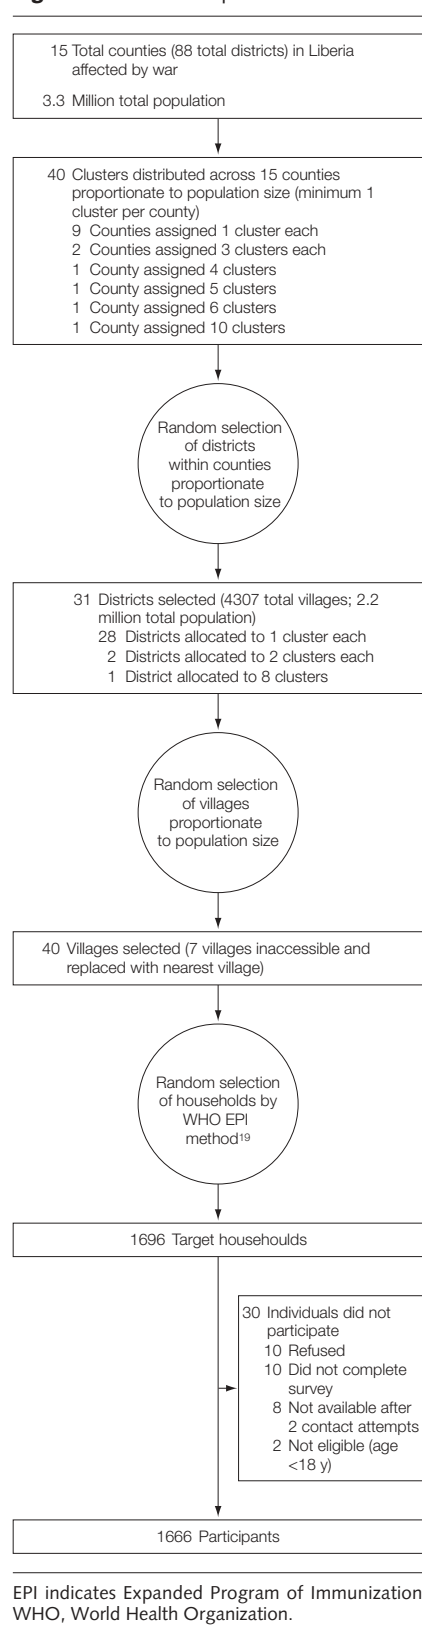 15 Total counties (88 total districts) in Liberia
affected by war
3.3 Million total population
40 Clusters distributed across 15 counties
proportionate to population size (minimum 1
cluster per county)
9 Counties assigned 1 cluster each
2 Counties assigned 3 clusters each
1 County assigned 4 clusters
1 County assigned 5 clusters
1 County assigned 6 clusters
1 County assigned 10 clusters
Random selection
of districts
within counties
proportionate
to population size
31 Districts selected (4307 total villages; 2.2
million total population)
28 Districts allocated to 1 cluster each
2 Districts allocated to 2 clusters each
1 District allocated to 8 clusters
Random selection
of villages
proportionate
to population size
40 Villages selected (7 villages inaccessible and
replaced with nearest village)
Random selection
of households by
WHO EPI
method19
1696 Target househoulds
30 Individuals did not
participate
10 Refused
10 Did not complete
survey
8 Not available after
2 contact attempts
2 Not eligible (age
<18 y)
1666 Participants
EPI indicates Expanded Program of Immunization
WHO, World Health Organization.